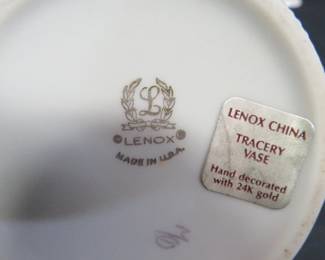 L
©LENOX®
MADE IN U.S.A.
LENOX CHINA
TRACERY
VASE
Hand decorated
with 24K gold